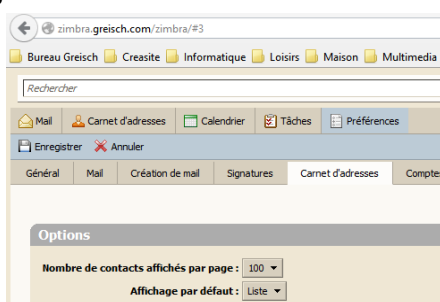 zimbra.greisch.com/zimbra/#3
Bureau Greisch Creasite Informatique Loisirs Maison Multimedia
Rechercher
Mail Carnet d'adresses Calendrier Tâches Préférences
Enregistrer Annuler
Général Mail Création de mail Signatures Carnet d'adresses Comptes
Options
Nombre de contacts affichés par page : 100
Affichage par défaut : Liste